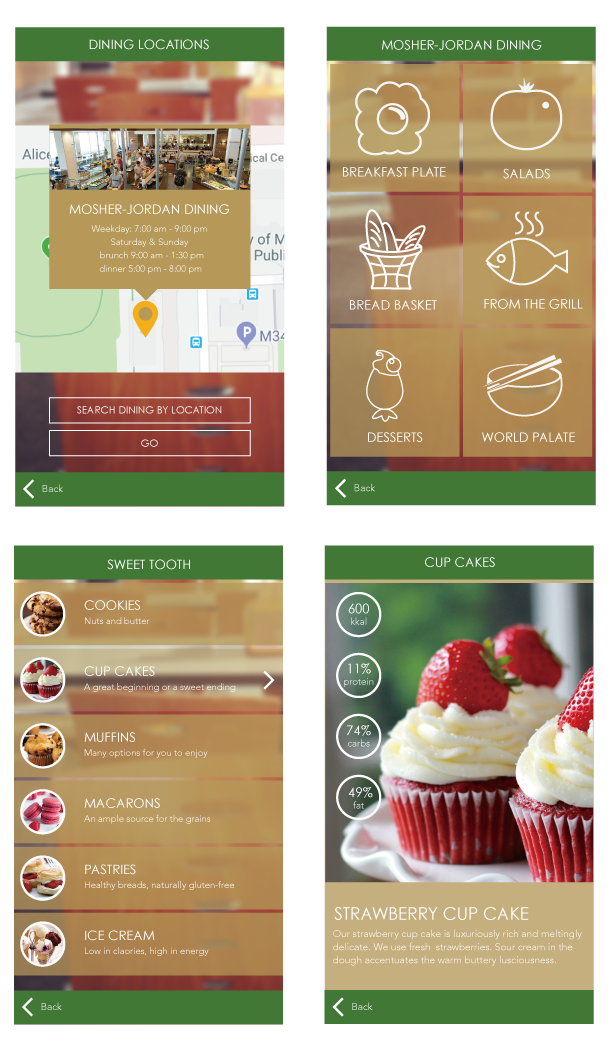 DINING LOCATIONS
Alice
cal Ce
MOSHER-JORDAN DINING
Weekday: 7:00 am - 9:00 pm
Saturday & Sunday
brunch 9:00 am - 1:30 pm
dinner 5:00 pm - 8:00 pm
y of M
Publi
P M34
SEARCH DINING BY LOCATION
GO
Back
MOSHER-JORDAN DINING
BREAKFAST PLATE
SALADS
BREAD BASKET
FROM THE GRILL
DESSERTS
WORLD PALATE
Back
SWEET TOOTH
COOKIES
Nuts and butter
CUP CAKES
A great beginning or a sweet ending
MUFFINS
Many options for you to enjoy
MACARONS
An ample source for the grains
PASTRIES
Healthy breads, naturally gluten-free
ICE CREAM
Low in claories, high in energy
Back
CUP CAKES
600
kkal
11%
protein
74%
carbs
49%
fat
STRAWBERRY CUP CAKE
Our strawberry cup cake is luxuriously rich and meltingly
delicate. We use fresh strawberries. Sour cream in the
dough accentuates the warm buttery lusciousness.
Back